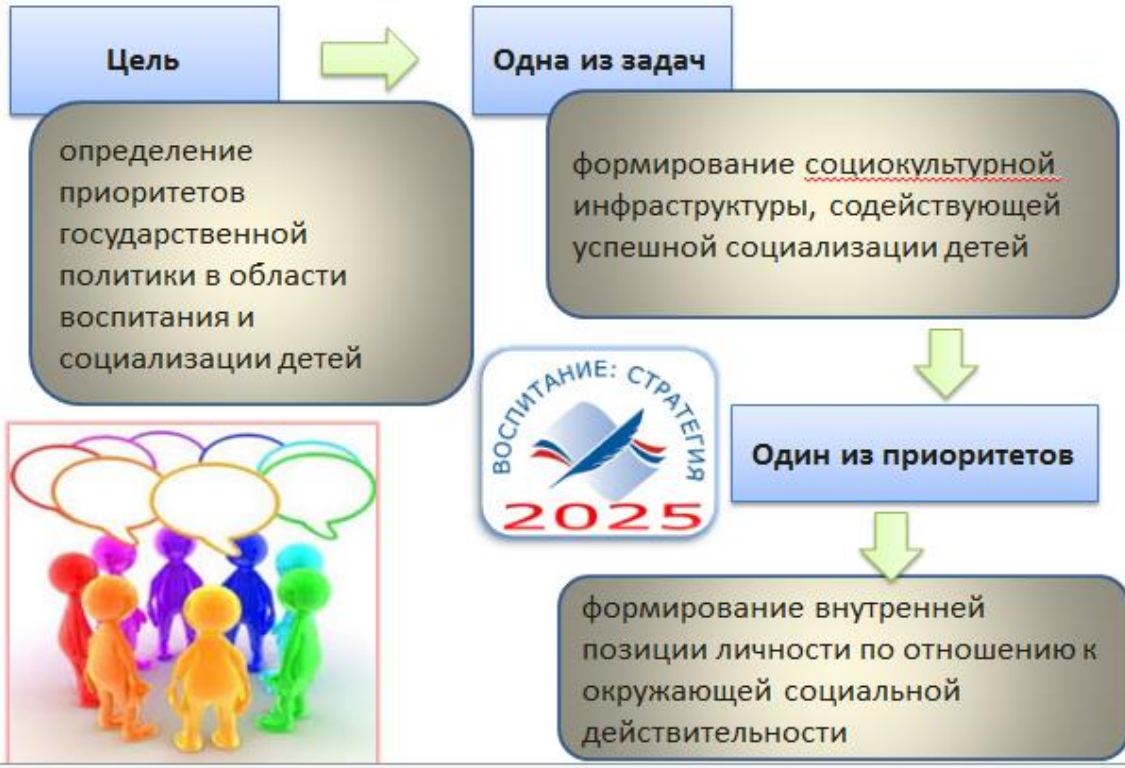 Цель
Одна из задач
определение
приоритетов
государственной
политики в области
воспитания и
социализации детей
формирование социокультурной
инфраструктуры, содействующей
успешной социализации детей
ВОСПИТАНИЕ: СТРАТЕГИЯ
2025
Один из приоритетов
формирование внутренней
позиции личности по отношению к
окружающей социальной
действительности